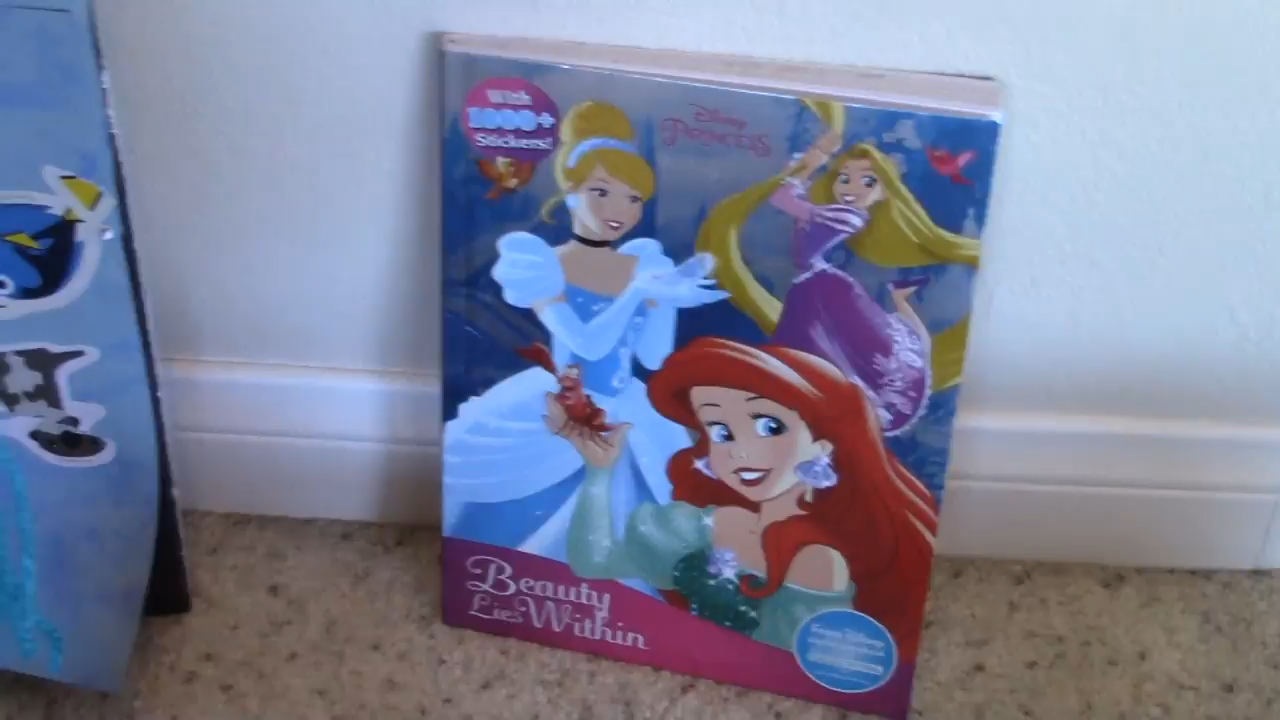 With
1000+
Stickers!
Disney
PRINCESS
Beauty
Lies Within